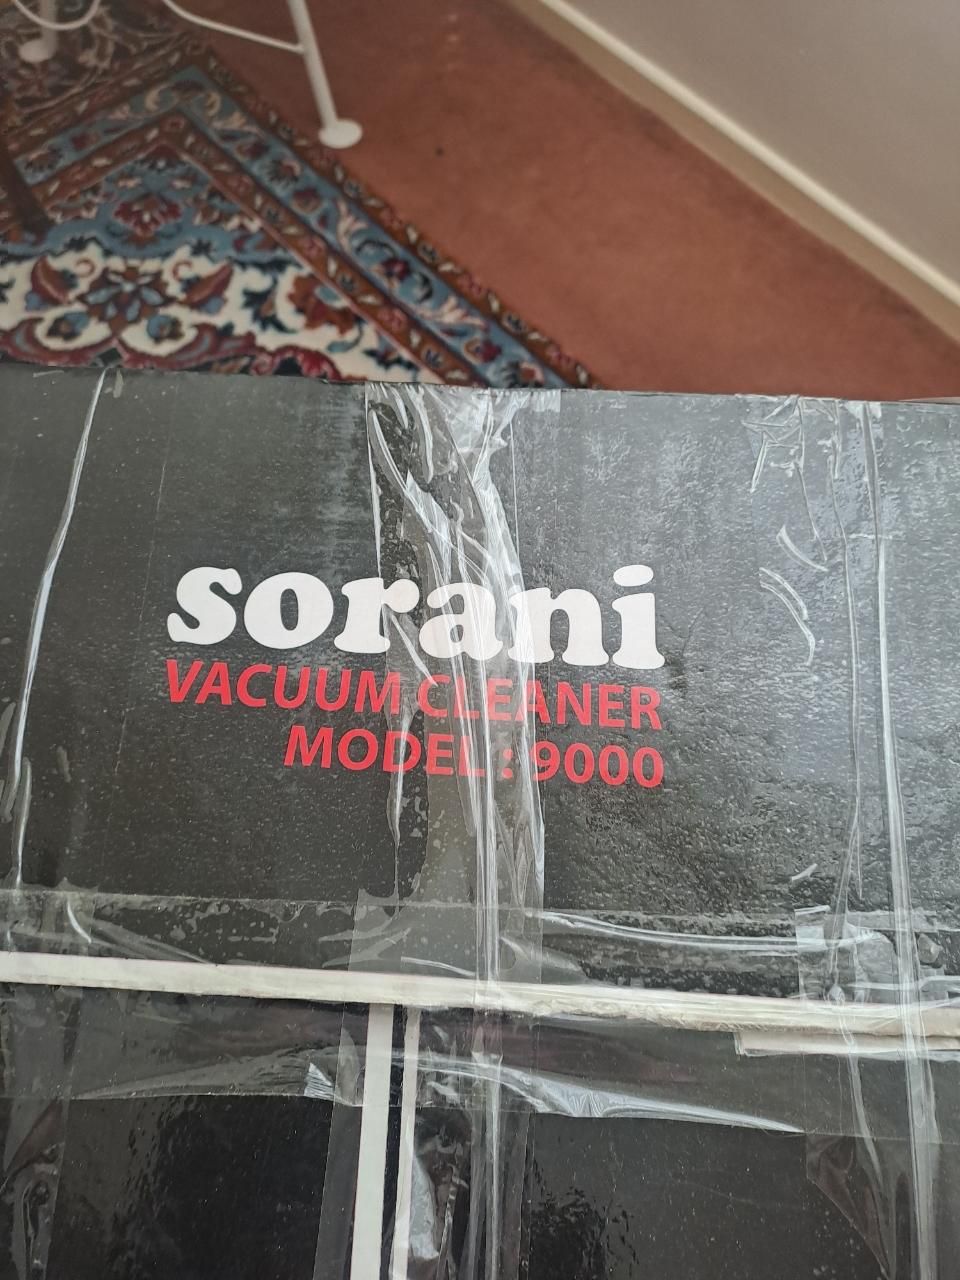 sorani
VACUUM CLEANER
MODEL : 9000